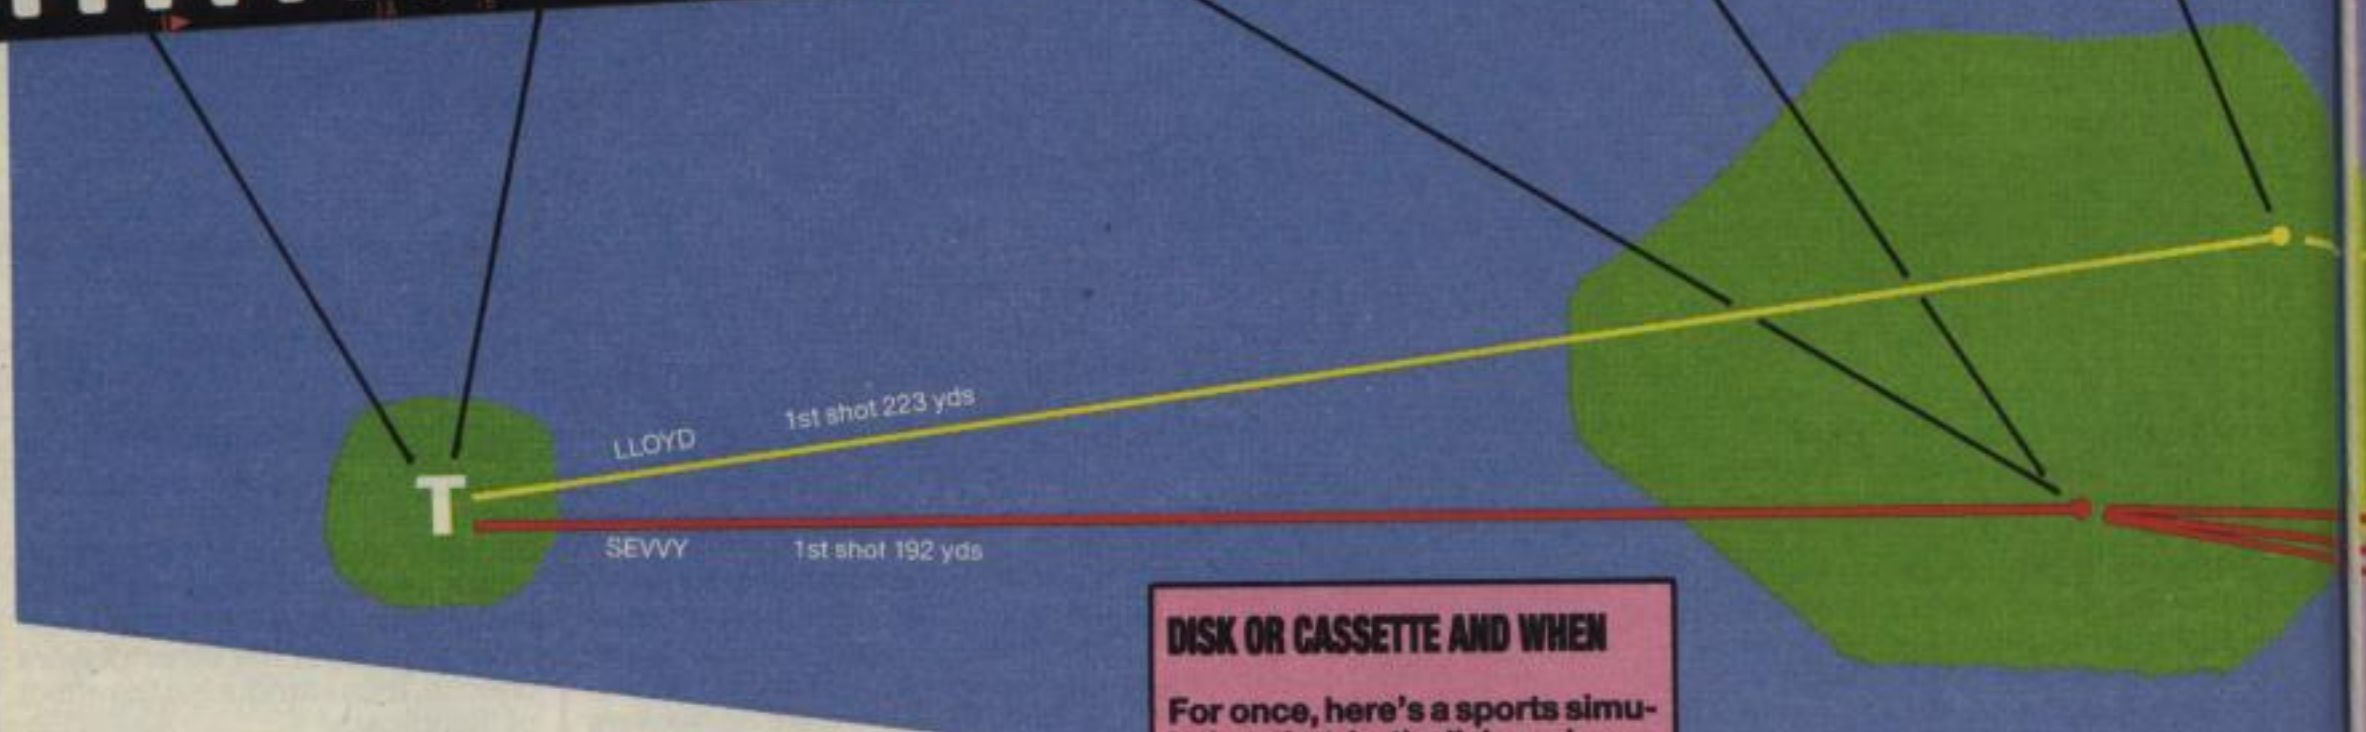 LLOYD 1st shot 223 yds
T
SEVVY 1st shot 192 yds
DISK OR CASSETTE AND WHEN
For once, here's a sports simu-